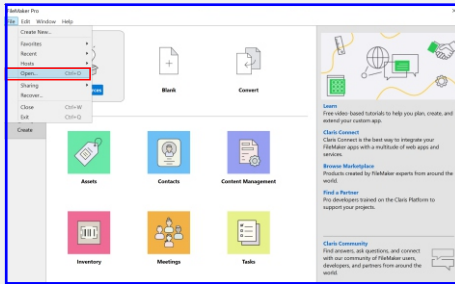 FileMaker Pro
File Edit Window Help
Create New...
Favorites
Recent
Hosts
Open... Ctrl+O
Sharing
Recover...
Close Ctrl+W
Exit Ctrl+Q
Create
Blank
Convert
Assets
Contacts
Content Management
Inventory
Meetings
Tasks
Learn
Free video-based tutorials to help you plan, create, and
extend your custom app.
Claris Connect
Claris Connect is the best way to integrate your
FileMaker apps with a multitude of web apps and
services.
Browse Marketplace
Products created by FileMaker experts from around the
world.
Find a Partner
Pro developers trained on the Claris Platform to
support your projects.
Claris Community
Find answers, ask questions, and connect
with our community of FileMaker users,
developers, and partners from around the
world.